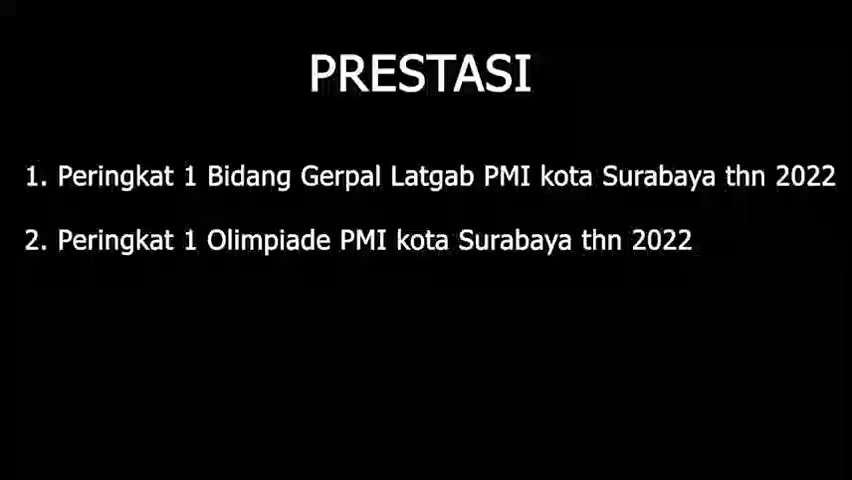 PRESTASI
1. Peringkat 1 Bidang Gerpal Latgab PMI kota Surabaya thn 2022
2. Peringkat 1 Olimpiade PMI kota Surabaya thn 2022